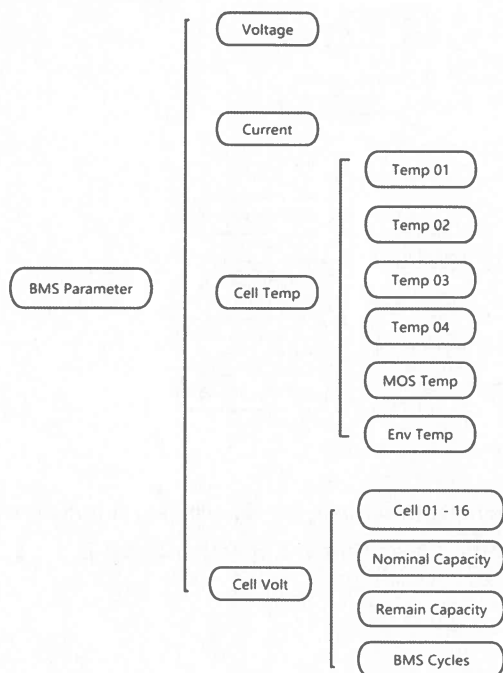 Voltage
Current
Temp 01
Temp 02
BMS Parameter
Cell Temp
Temp 03
Temp 04
MOS Temp
Env Temp
Cell 01 - 16
Nominal Capacity
Cell Volt
Remain Capacity
BMS Cycles